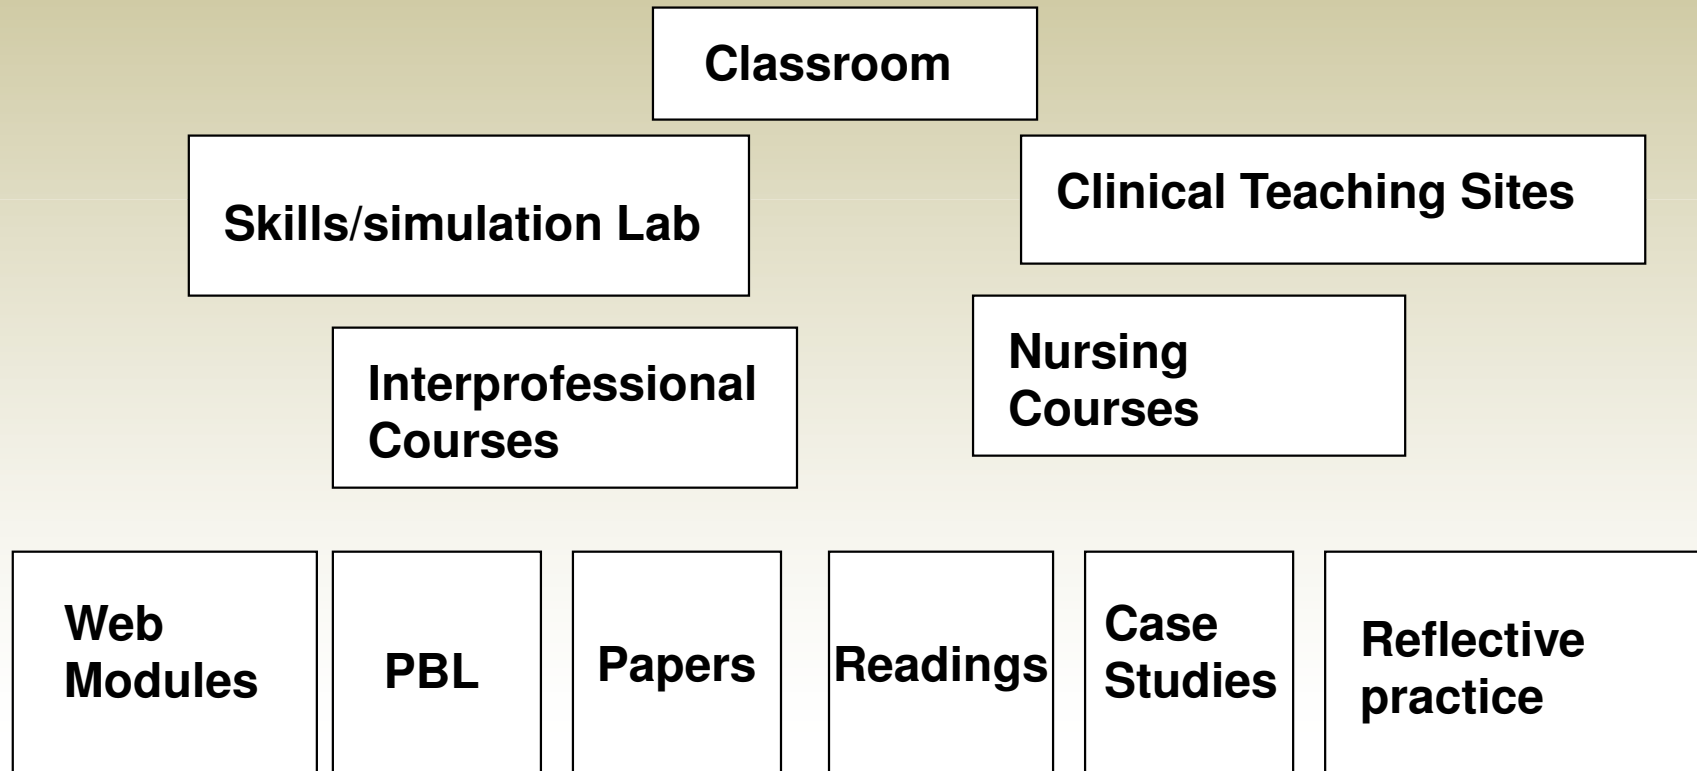 Classroom
Skills/simulation Lab
Clinical Teaching Sites
Interprofessional
Courses
Nursing
Courses
Web
Modules
PBL
Papers
Readings
Case
Studies
Reflective
practice